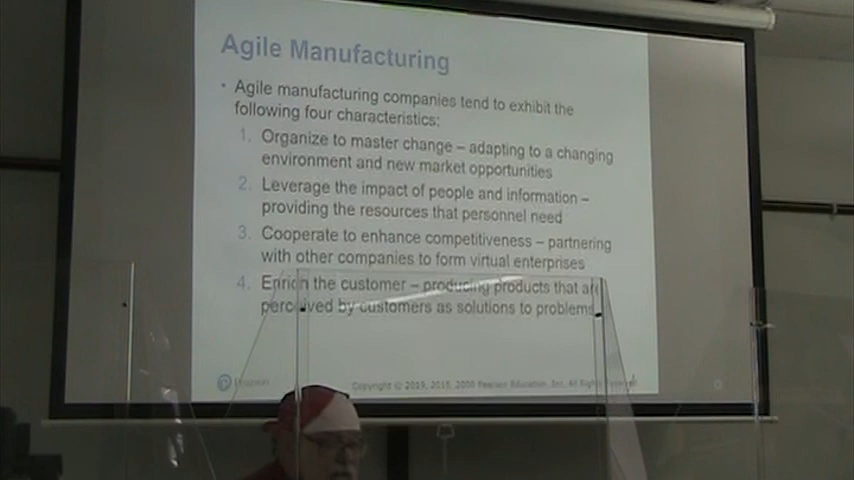 Agile Manufacturing
• Agile manufacturing companies tend to exhibit the
following four characteristics:
1. Organize to master change – adapting to a changing
environment and new market opportunities
2. Leverage the impact of people and information –
providing the resources that personnel need
3. Cooperate to enhance competitiveness – partnering
with other companies to form virtual enterprises
4. Enrich the customer – producing products that are
perceived by customers as solutions to problems
Pearson
Copyright © 2019, 2015, 2008 Pearson Education, Inc. All Rights Reserved